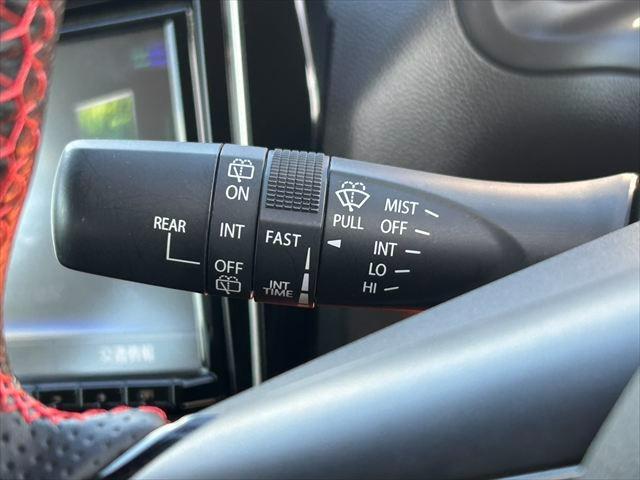 REAR
ON
INT
OFF
FAST
INT
TIME
PULL
MIST
OFF
INT
LO
HI